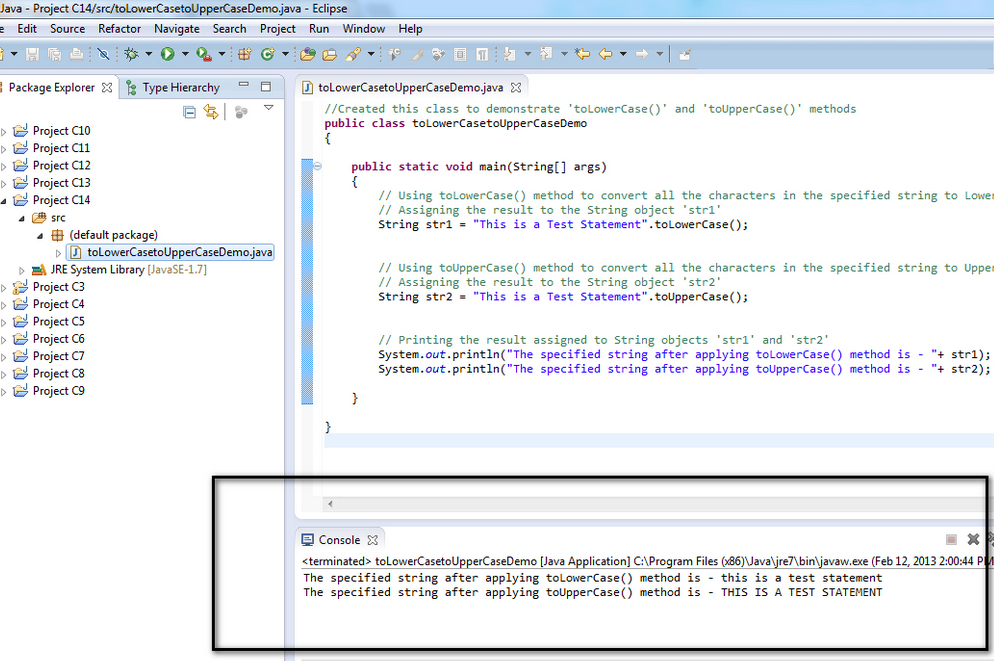 Java - Project C14/src/toLowerCasetoUpperCaseDemo.java - Eclipse
Edit Source Refactor Navigate Search Project Run Window Help
Package Explorer Type Hierarchy
Project C10
Project C11
Project C12
Project C13
Project C14
src
(default package)
toLowerCasetoUpperCaseDemo.java
JRE System Library [JavaSE-1.7]
Project C3
Project C4
Project C5
Project C6
Project C7
Project C8
Project C9
toLowerCasetoUpperCaseDemo.java
//Created this class to demonstrate 'toLowerCase()' and 'toUpperCase()' methods
public class toLowerCasetoUpperCaseDemo
{
public static void main(String[] args)
{
// Using toLowerCase() method to convert all the characters in the specified string to Lower
// Assigning the result to the String object 'str1'
String str1 = "This is a Test Statement".toLowerCase();
// Using toUpperCase() method to convert all the characters in the specified string to Upper
// Assigning the result to the String object 'str2'
String str2 = "This is a Test Statement".toUpperCase();
// Printing the result assigned to String objects 'str1' and 'str2'
System.out.println("The specified string after applying toLowerCase() method is - "+ str1);
System.out.println("The specified string after applying toUpperCase() method is - "+ str2);
}
}
Console
<terminated> toLowerCasetoUpperCaseDemo [Java Application] C:\Program Files (x86)\Java\jre7\bin\javaw.exe (Feb 12, 2013 2:00:44 PM
The specified string after applying toLowerCase() method is - this is a test statement
The specified string after applying toUpperCase() method is - THIS IS A TEST STATEMENT